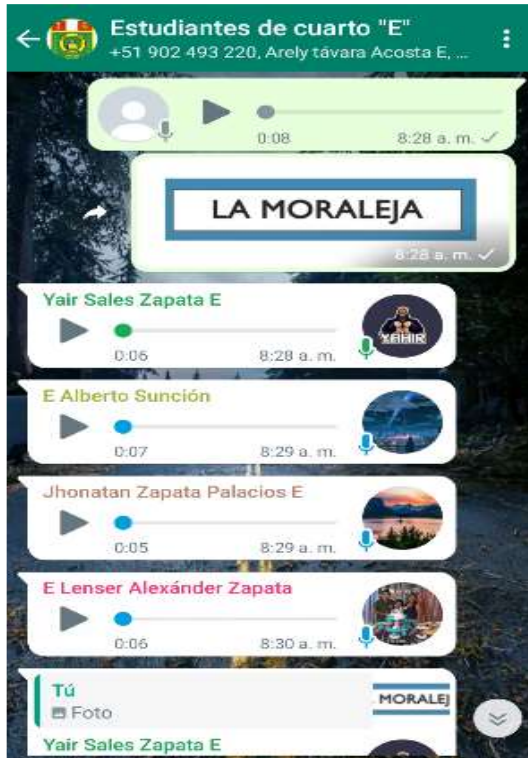 Estudiantes de cuarto "E"
+51 902 493 220, Arely távara Acosta E, ...
0:08 8:28 a. m.
LA MORALEJA
8:28 a. m.
Yair Sales Zapata E
YAHIR
0:06 8:28 a. m.
E Alberto Sunción
0:07 8:29 a. m.
Jhonatan Zapata Palacios E
0:05 8:29 a. m.
E Lenser Alexánder Zapata
0:06 8:30 a. m.
Tú
Foto
MORALEJ
Yair Sales Zapata E